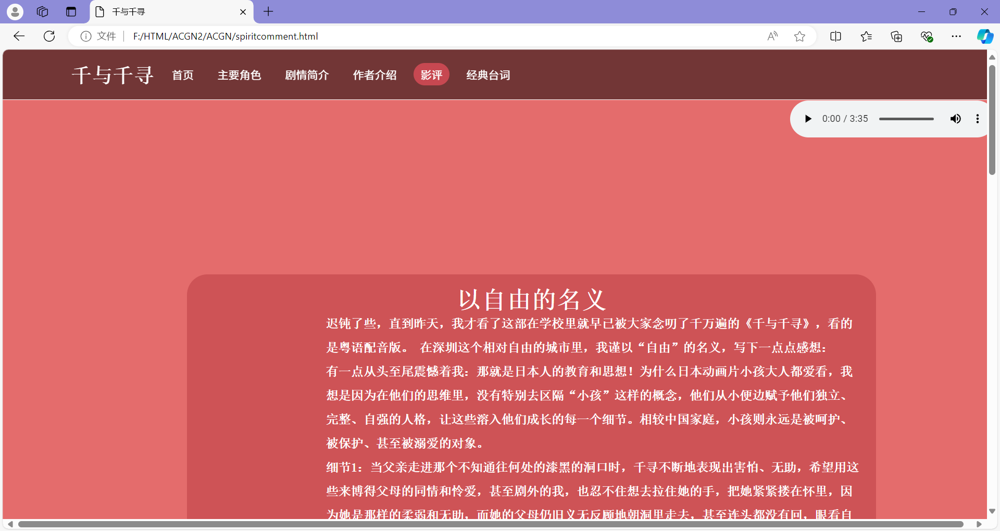 千与千寻
文件
F:/HTML/ACGN2/ACGN/spiritcomment.html
千与千寻 首页 主要角色 剧情简介 作者介绍 影评 经典台词
0:00 / 3:35
以自由的名义
迟钝了些，直到昨天，我才看了这部在学校里就早已被大家念叨了千万遍的《千与千寻》，看的
是粤语配音版。 在深圳这个相对自由的城市里，我谨以“自由”的名义，写下一点点感想：
有一点从头至尾震憾着我：那就是日本人的教育和思想！为什么日本动画片小孩大人都爱看，我
想是因为在他们的思维里，没有特别去区隔“小孩”这样的概念，他们从小便边赋予他们独立、
完整、自强的人格，让这些溶入他们成长的每一个细节。相较中国家庭，小孩则永远是被呵护、
被保护、甚至被溺爱的对象。
细节1：当父亲走进那个不知通往何处的漆黑的洞口时，千寻不断地表现出害怕、无助，希望用这
些来博得父母的同情和怜爱，甚至剧外的我，也忍不住想去拉住她的手，把她紧紧搂在怀里，因
为她是那样的柔弱和无助，而她的父母仍旧义无反顾地朝洞里走去，甚至连头都没有回，眼看自